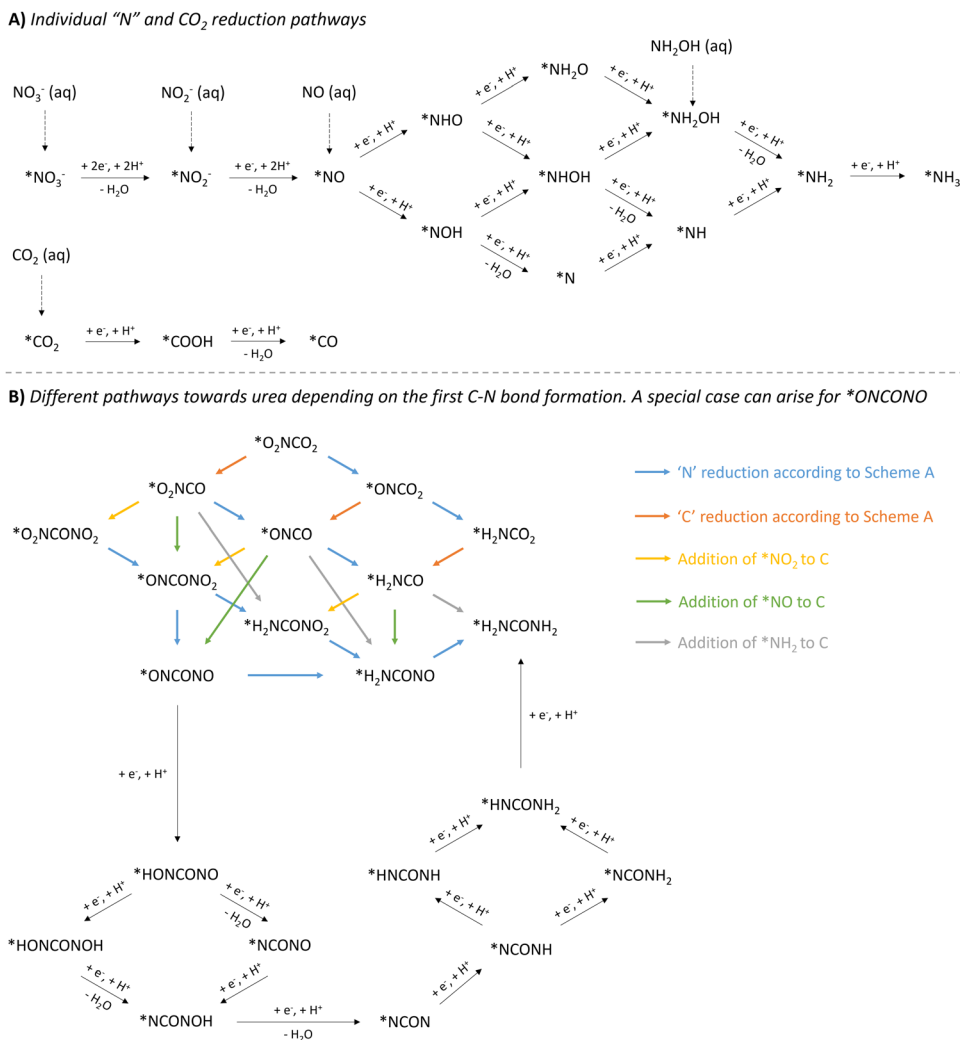 A) Individual “N” and CO₂ reduction pathways
NH₂OH (aq)
*NH₂O
+ e⁻, + H⁺
+ e⁻, + H⁺
NO₃⁻ (aq)
NO₂⁻ (aq)
NO (aq)
*NHO
*NH₂OH
+ e⁻, + H⁺
+ e⁻, + H⁺
+ e⁻, + H⁺
+ e⁻, + H⁺
- H₂O
*NO₃⁻
+ 2e⁻, + 2H⁺
- H₂O
*NO₂⁻
+ e⁻, + 2H⁺
- H₂O
*NO
*NHOH
*NH₂
+ e⁻, + H⁺
*NH₃
+ e⁻, + H⁺
+ e⁻, + H⁺
+ e⁻, + H⁺
- H₂O
+ e⁻, + H⁺
*NOH
*NH
+ e⁻, + H⁺
- H₂O
+ e⁻, + H⁺
*N
CO₂ (aq)
*CO₂
+ e⁻, + H⁺
*COOH
+ e⁻, + H⁺
- H₂O
*CO
B) Different pathways towards urea depending on the first C-N bond formation. A special case can arise for *ONCONO
*O₂NCO₂
‘N’ reduction according to Scheme A
*O₂NCO
*ONCO₂
‘C’ reduction according to Scheme A
*O₂NCONO₂
*ONCO
*H₂NCO₂
Addition of *NO₂ to C
*ONCONO₂
*H₂NCO
Addition of *NO to C
*H₂NCONO₂
*H₂NCONH₂
Addition of *NH₂ to C
*ONCONO
*H₂NCONO
+ e⁻, + H⁺
+ e⁻, + H⁺
*HNCONH₂
+ e⁻, + H⁺
+ e⁻, + H⁺
*HONCONO
*HNCONH
*NCONH₂
+ e⁻, + H⁺
+ e⁻, + H⁺
- H₂O
+ e⁻, + H⁺
+ e⁻, + H⁺
*HONCONOH
*NCONO
*NCONH
+ e⁻, + H⁺
- H₂O
+ e⁻, + H⁺
+ e⁻, + H⁺
*NCONOH
+ e⁻, + H⁺
- H₂O
*NCON